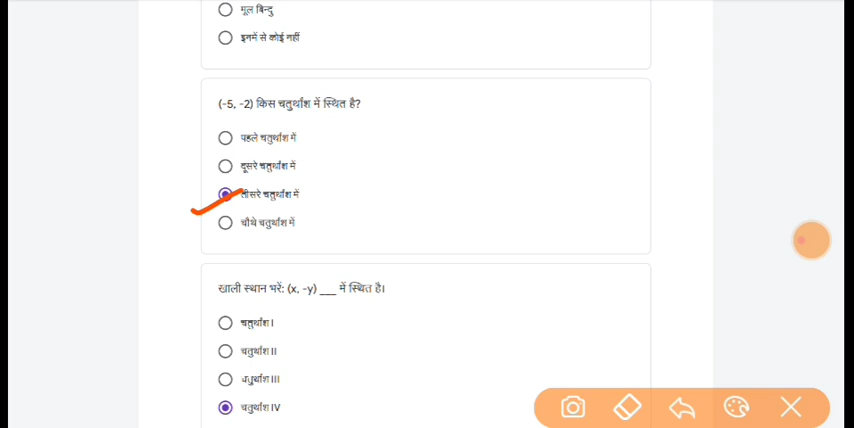 मूल बिन्दु
इनमें से कोई नहीं
(-5, -2) किस चतुर्थांश में स्थित है?
पहले चतुर्थांश में
दूसरे चतुर्थांश में
तीसरे चतुर्थांश में
चौथे चतुर्थांश में
खाली स्थान भरें: (x, -y) ___ में स्थित है।
चतुर्थांश I
चतुर्थांश II
चतुर्थांश III
चतुर्थांश IV